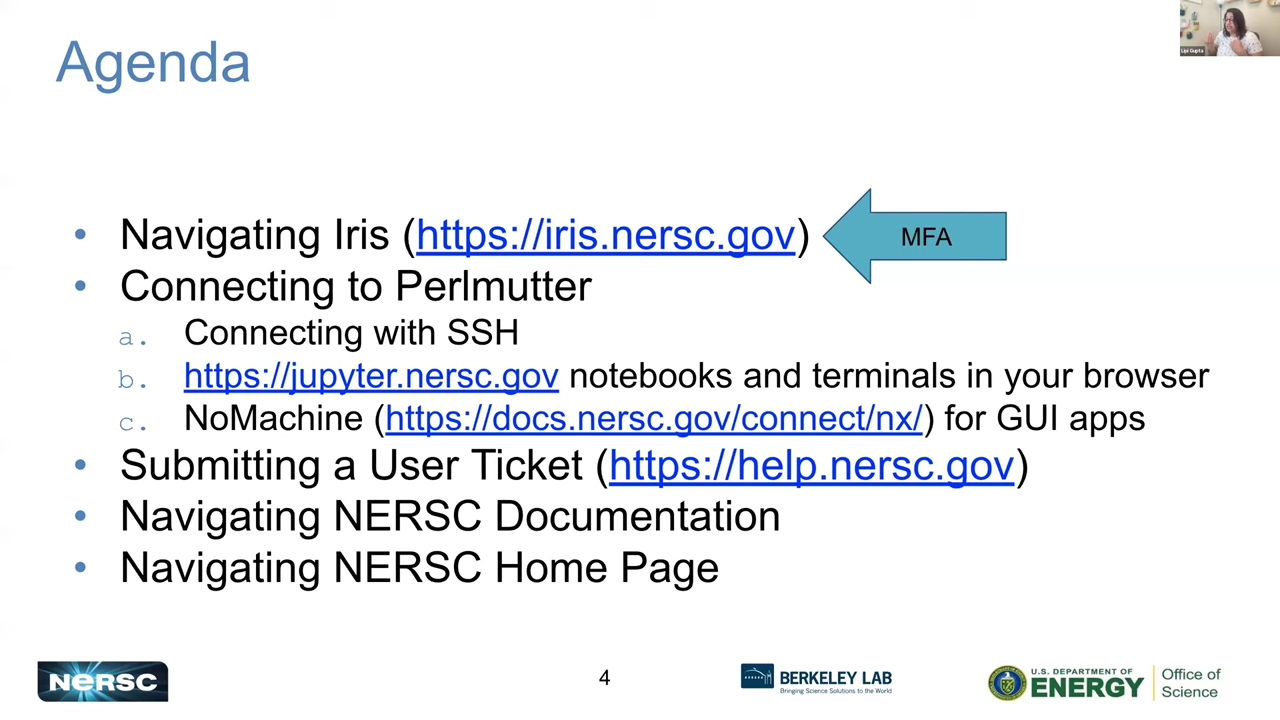 Agenda
Lipi Gupta
• Navigating Iris (https://iris.nersc.gov)
MFA
• Connecting to Perlmutter
a. Connecting with SSH
b. https://jupyter.nersc.gov notebooks and terminals in your browser
c. NoMachine (https://docs.nersc.gov/connect/nx/) for GUI apps
• Submitting a User Ticket (https://help.nersc.gov)
• Navigating NERSC Documentation
• Navigating NERSC Home Page
NERSC
4
BERKELEY LAB
Bringing Science Solutions to the World
U.S. DEPARTMENT OF
ENERGY
Office of
Science